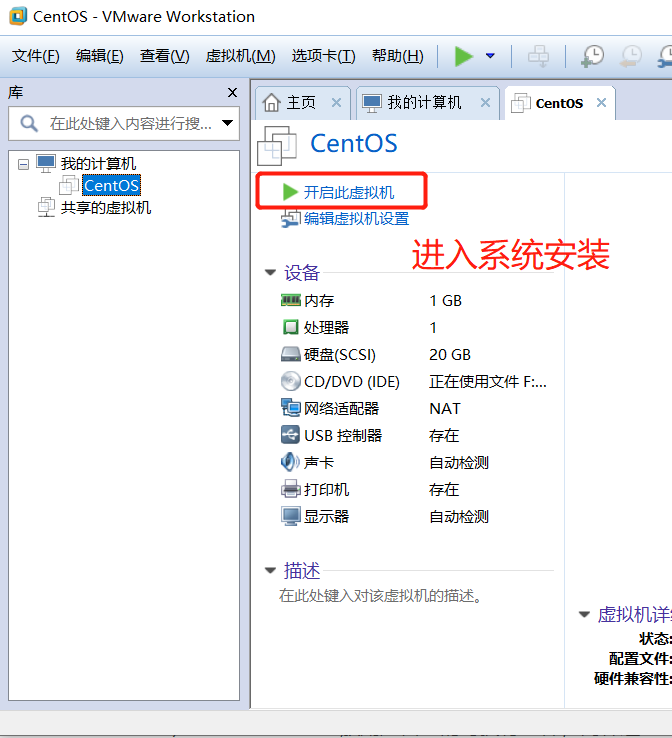 CentOS - VMware Workstation
文件(F) 编辑(E) 查看(V) 虚拟机(M) 选项卡(T) 帮助(H)
库
在此处键入内容进行搜...
我的计算机
CentOS
共享的虚拟机
主页 我的计算机 CentOS
CentOS
开启此虚拟机
编辑虚拟机设置
进入系统安装
设备
内存 1 GB
处理器 1
硬盘(SCSI) 20 GB
CD/DVD (IDE) 正在使用文件 F:...
网络适配器 NAT
USB 控制器 存在
声卡 自动检测
打印机 存在
显示器 自动检测
描述
在此处键入对该虚拟机的描述。
虚拟机详
状态:
配置文件:
硬件兼容性: